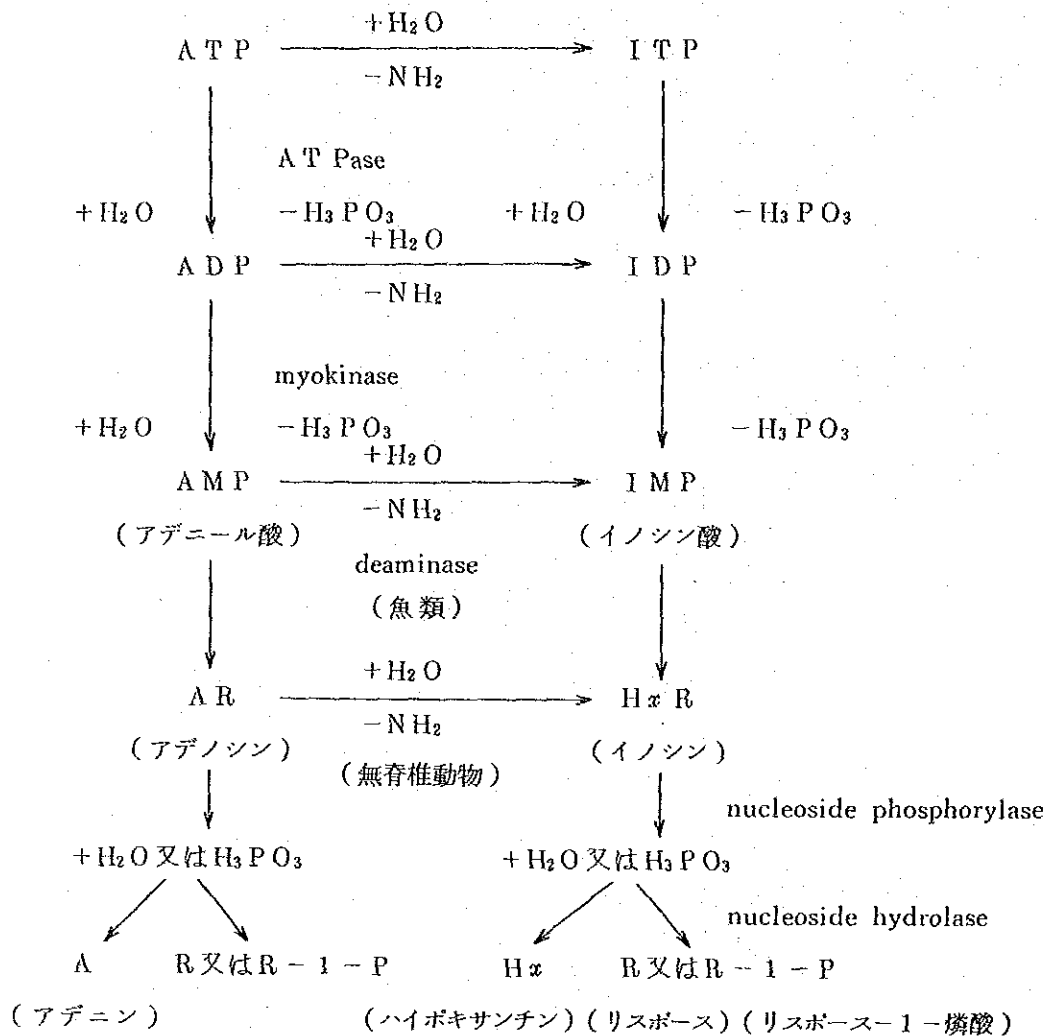 +H₂O
ATP ITP
-NH₂
ATPase
+H₂O -H₃PO₃ +H₂O -H₃PO₃
+H₂O
ADP IDP
-NH₂
myokinase
+H₂O -H₃PO₃ -H₃PO₃
+H₂O
AMP IMP
-NH₂
(アデニール酸) (イノシン酸)
deaminase
(魚類)
+H₂O
AR HxR
-NH₂
(アデノシン) (イノシン)
(無脊椎動物)
nucleoside phosphorylase
+H₂O又はH₃PO₃ +H₂O又はH₃PO₃
nucleoside hydrolase
A R又はR-1-P Hx R又はR-1-P
(アデニン) (ハイポキサンチン) (リスポース) (リスポース-1-燐酸)